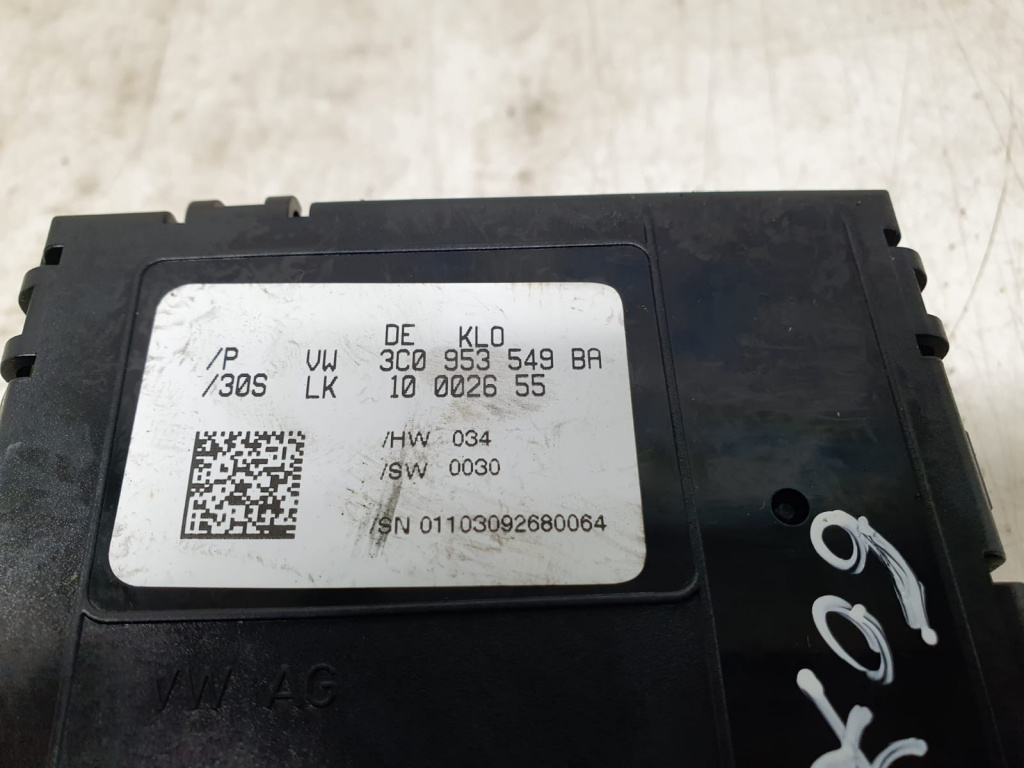 DE KLO
/P VW 3C0 953 549 BA
/30S LK 10 0026 55
/HW 034
/SW 0030
/SN 01103092680064
VW AG